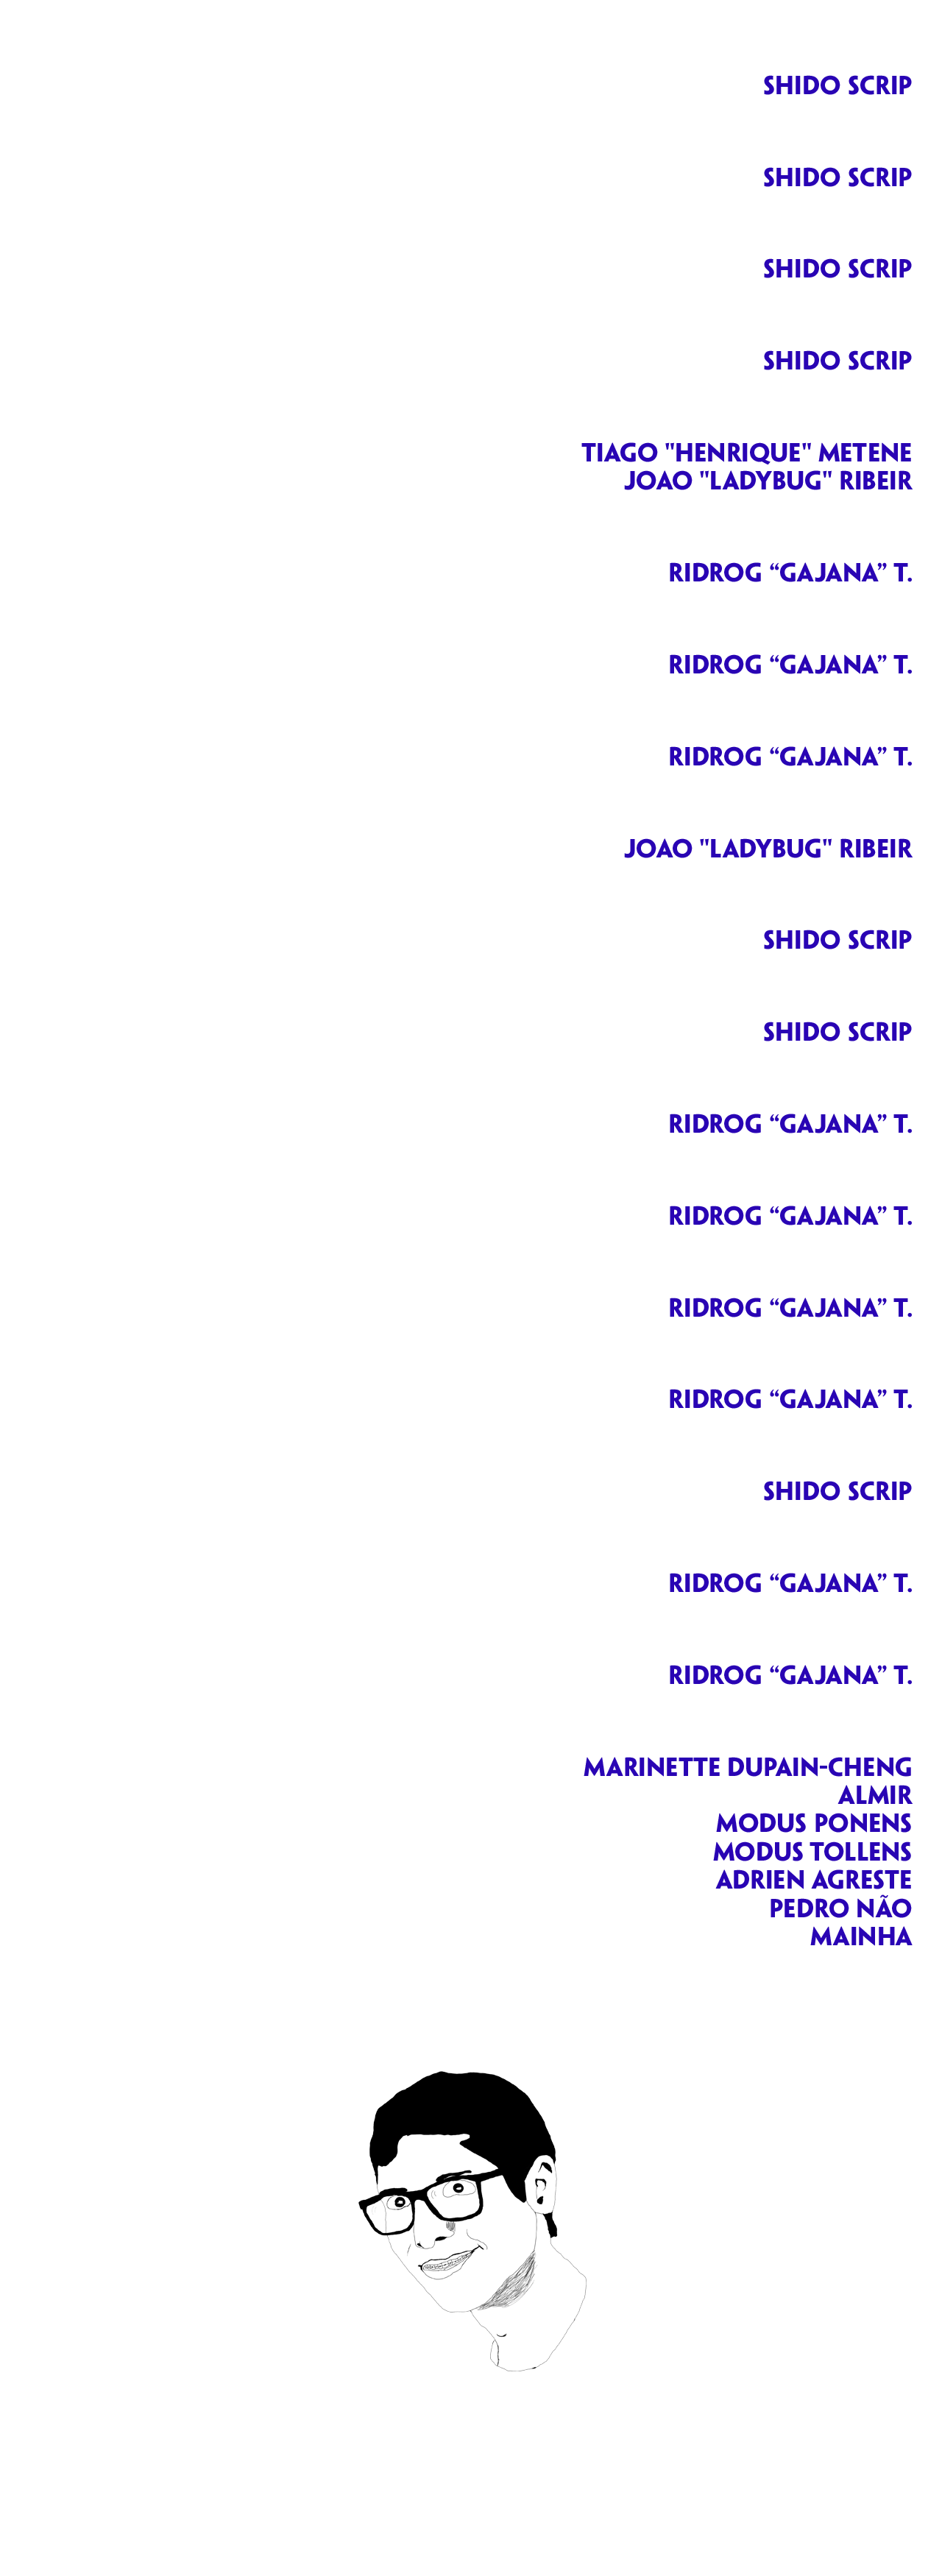 SHIDO SCRIP
SHIDO SCRIP
SHIDO SCRIP
SHIDO SCRIP
TIAGO "HENRIQUE" METENE
JOAO "LADYBUG" RIBEIR
RIDROG “GAJANA” T.
RIDROG “GAJANA” T.
RIDROG “GAJANA” T.
JOAO "LADYBUG" RIBEIR
SHIDO SCRIP
SHIDO SCRIP
RIDROG “GAJANA” T.
RIDROG “GAJANA” T.
RIDROG “GAJANA” T.
RIDROG “GAJANA” T.
SHIDO SCRIP
RIDROG “GAJANA” T.
RIDROG “GAJANA” T.
MARINETTE DUPAIN-CHENG
ALMIR
MODUS PONENS
MODUS TOLLENS
ADRIEN AGRESTE
PEDRO NÃO
MAINHA